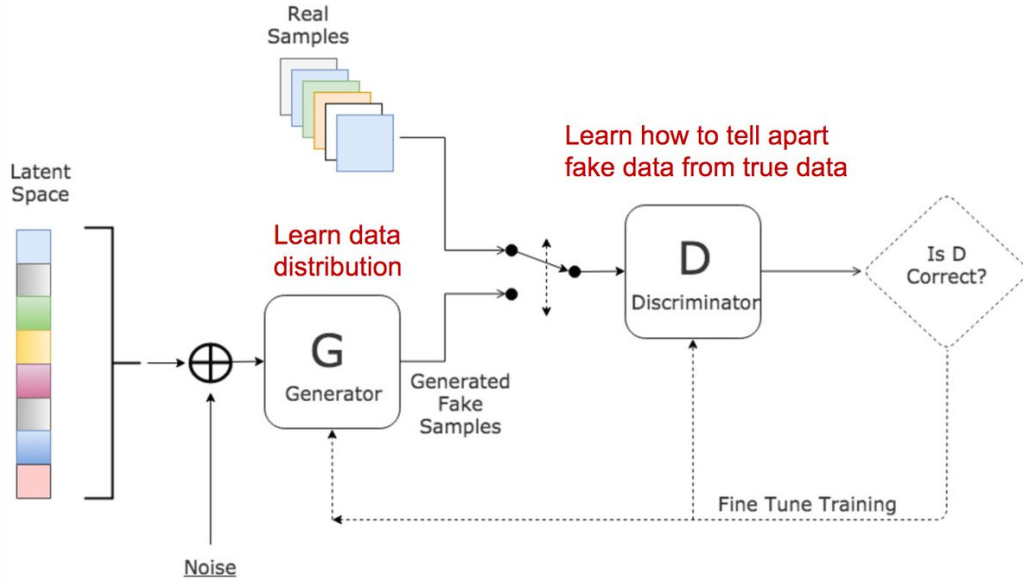 Real
Samples
Learn how to tell apart
fake data from true data
Latent
Space
Learn data
distribution
D
Discriminator
Is D
Correct?
G
Generator
Generated
Fake
Samples
Fine Tune Training
Noise